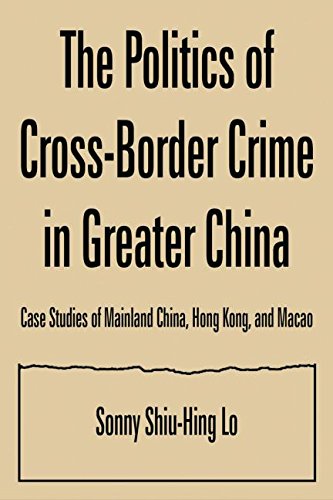 The Politics of
Cross-Border Crime
in Greater China
Case Studies of Mainland China, Hong Kong, and Macao
Sonny Shiu-Hing Lo